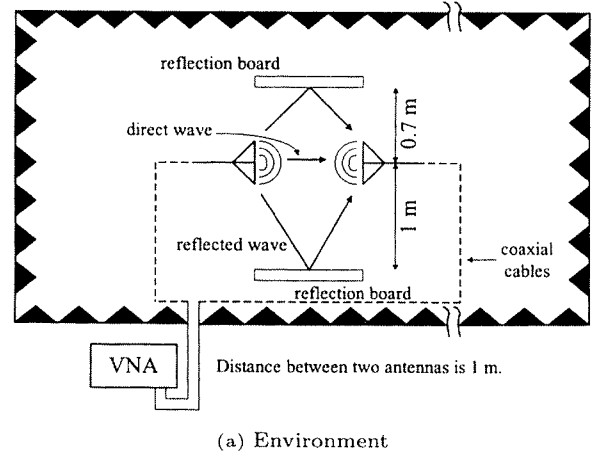 reflection board
direct wave
0.7 m
1 m
reflected wave
coaxial
cables
reflection board
VNA
Distance between two antennas is 1 m.
(a) Environment